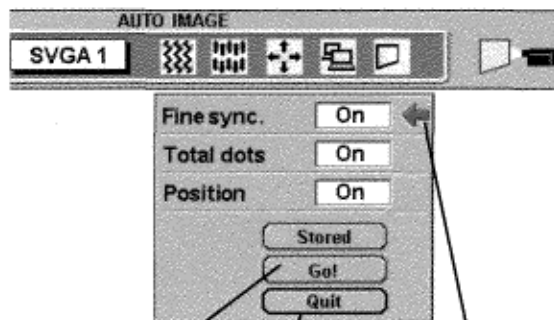 AUTO IMAGE
SVGA 1
Fine sync. On
Total dots On
Position On
Stored
Go!
Quit